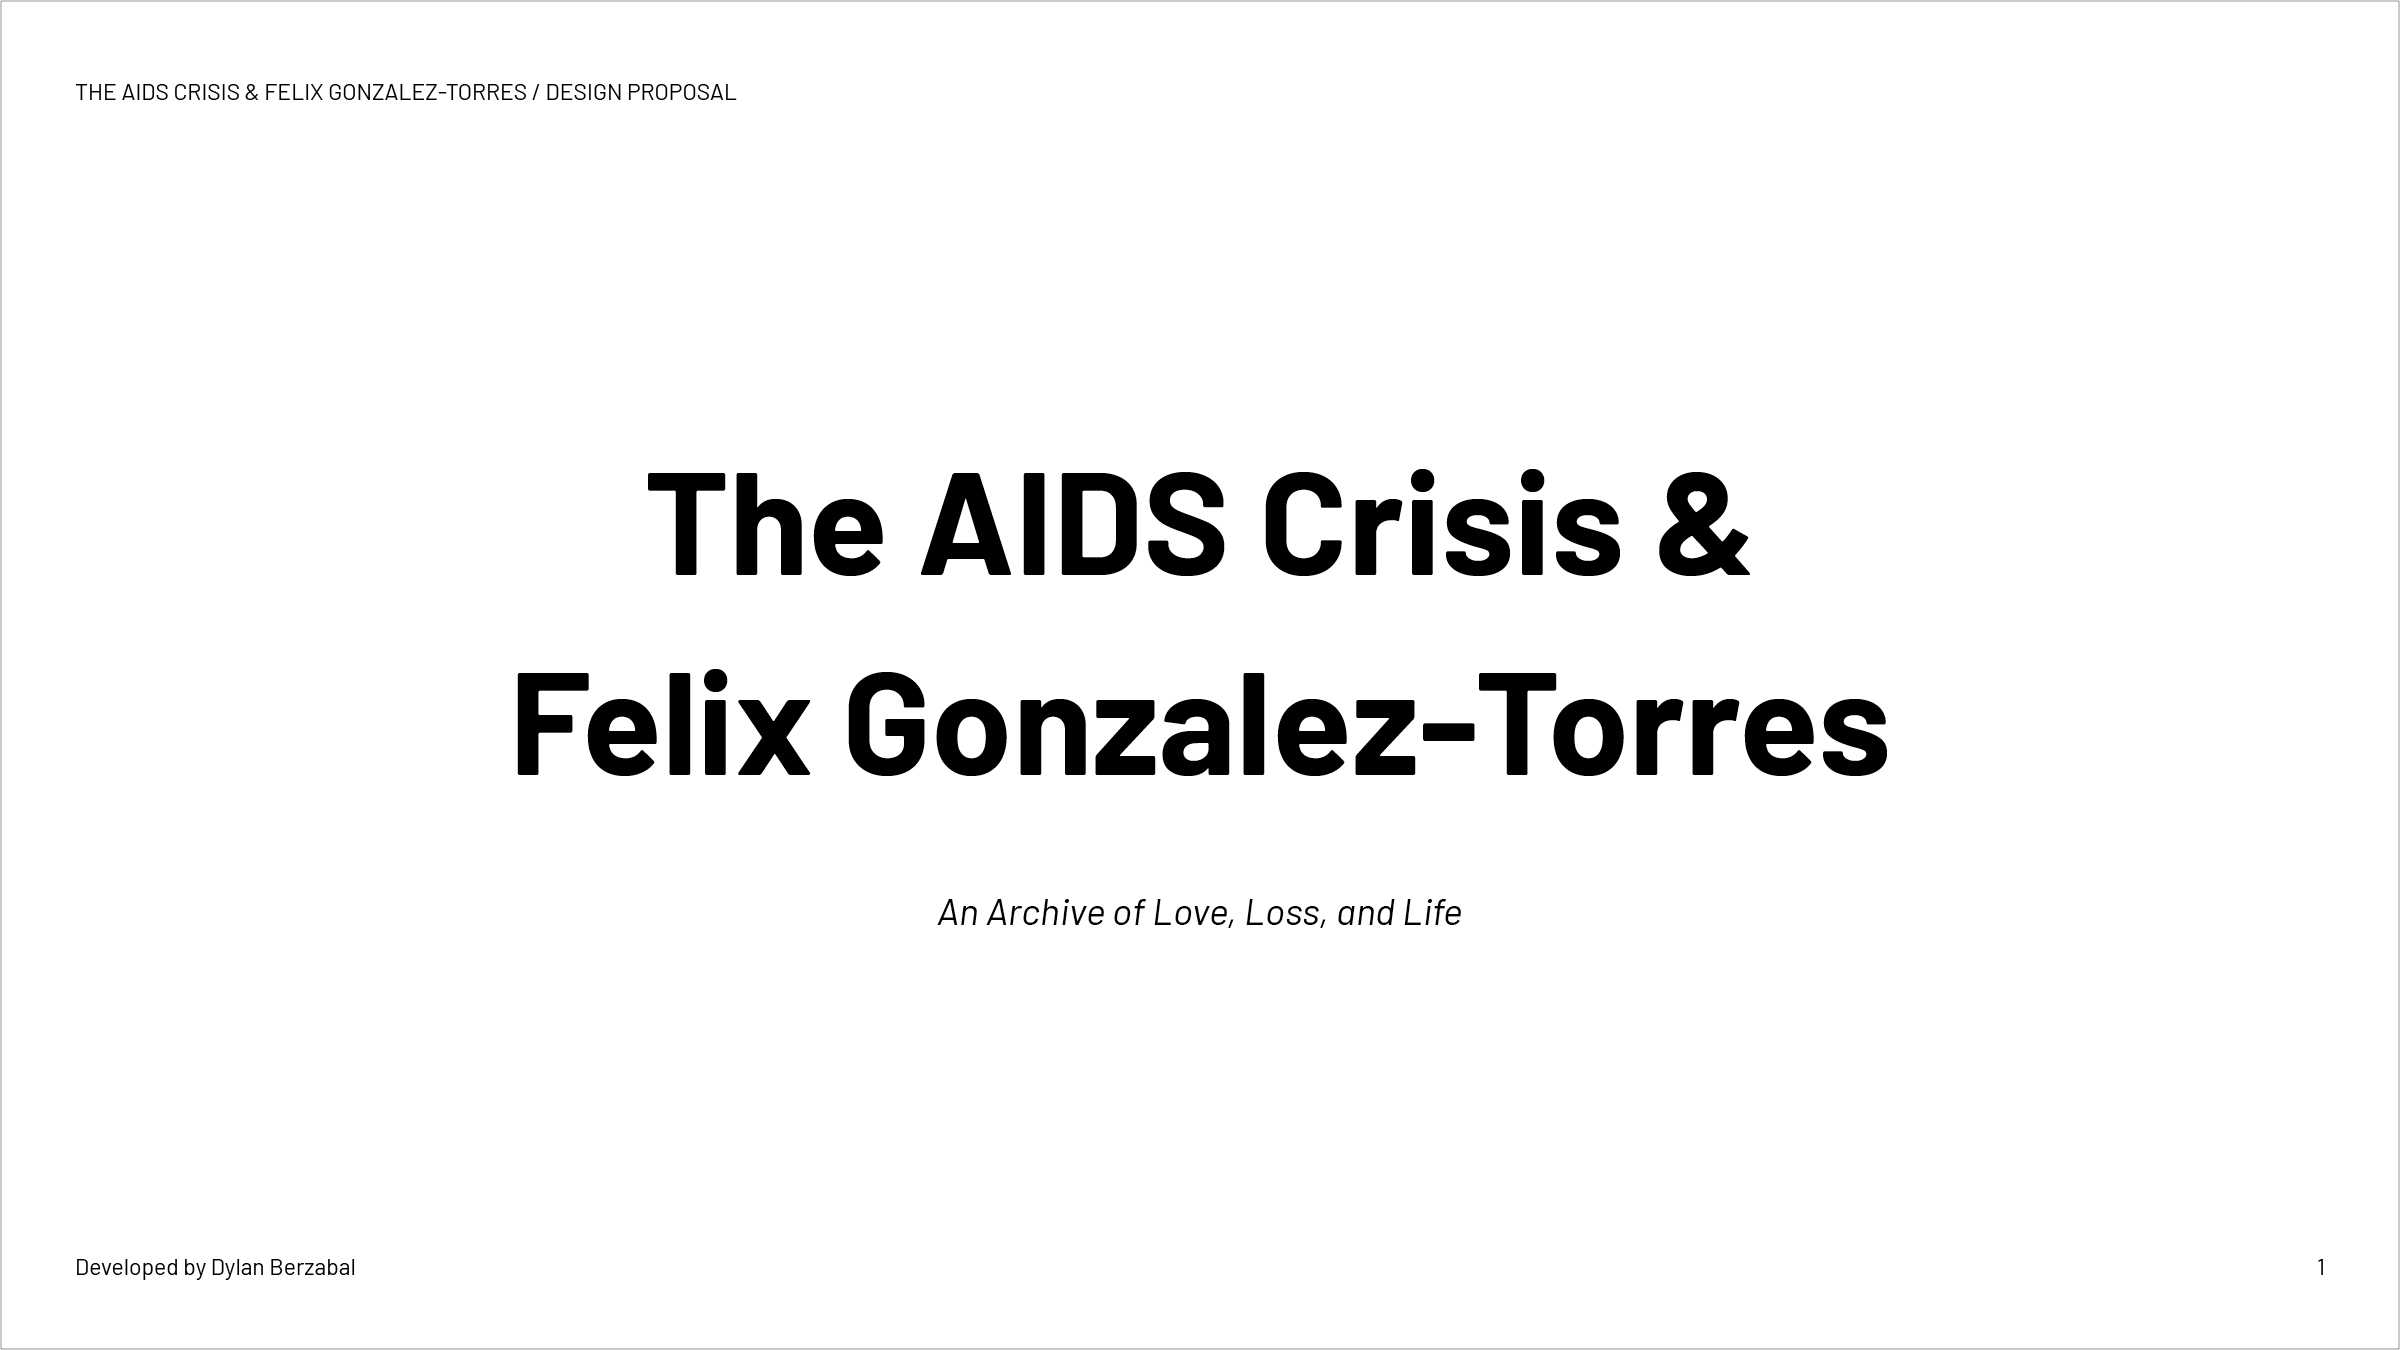 THE AIDS CRISIS & FELIX GONZALEZ-TORRES / DESIGN PROPOSAL
The AIDS Crisis &
Felix Gonzalez-Torres
An Archive of Love, Loss, and Life
Developed by Dylan Berzabal
1